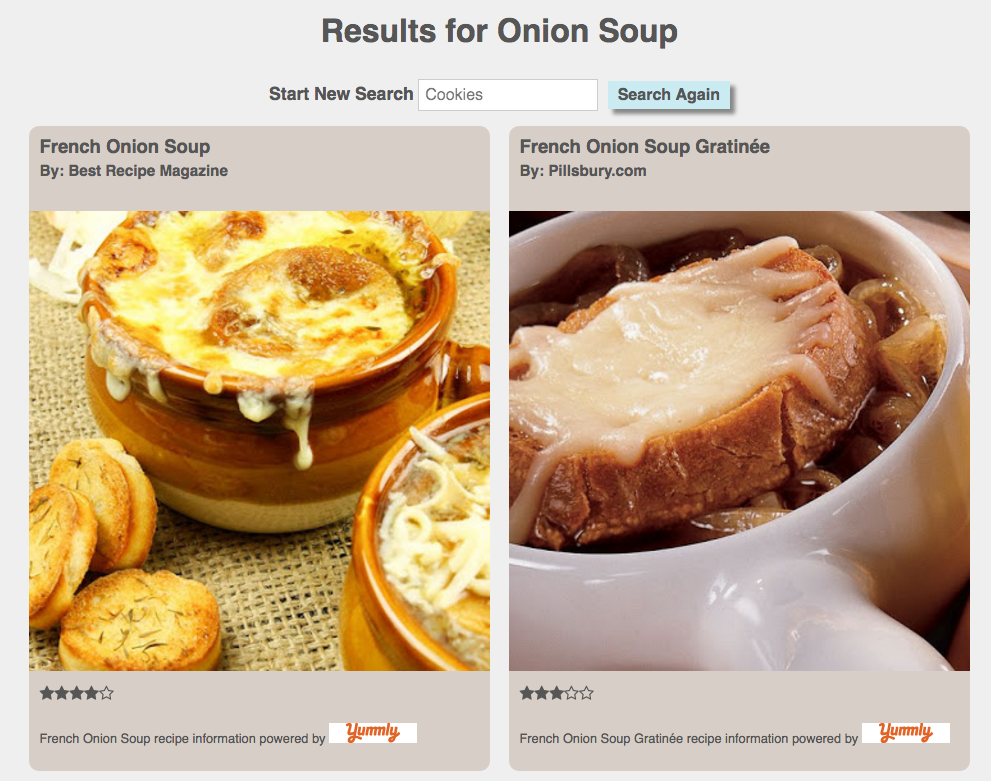 Results for Onion Soup
Start New Search Cookies Search Again
French Onion Soup
By: Best Recipe Magazine
French Onion Soup Gratinée
By: Pillsbury.com
French Onion Soup recipe information powered by Yummly
French Onion Soup Gratinée recipe information powered by Yummly